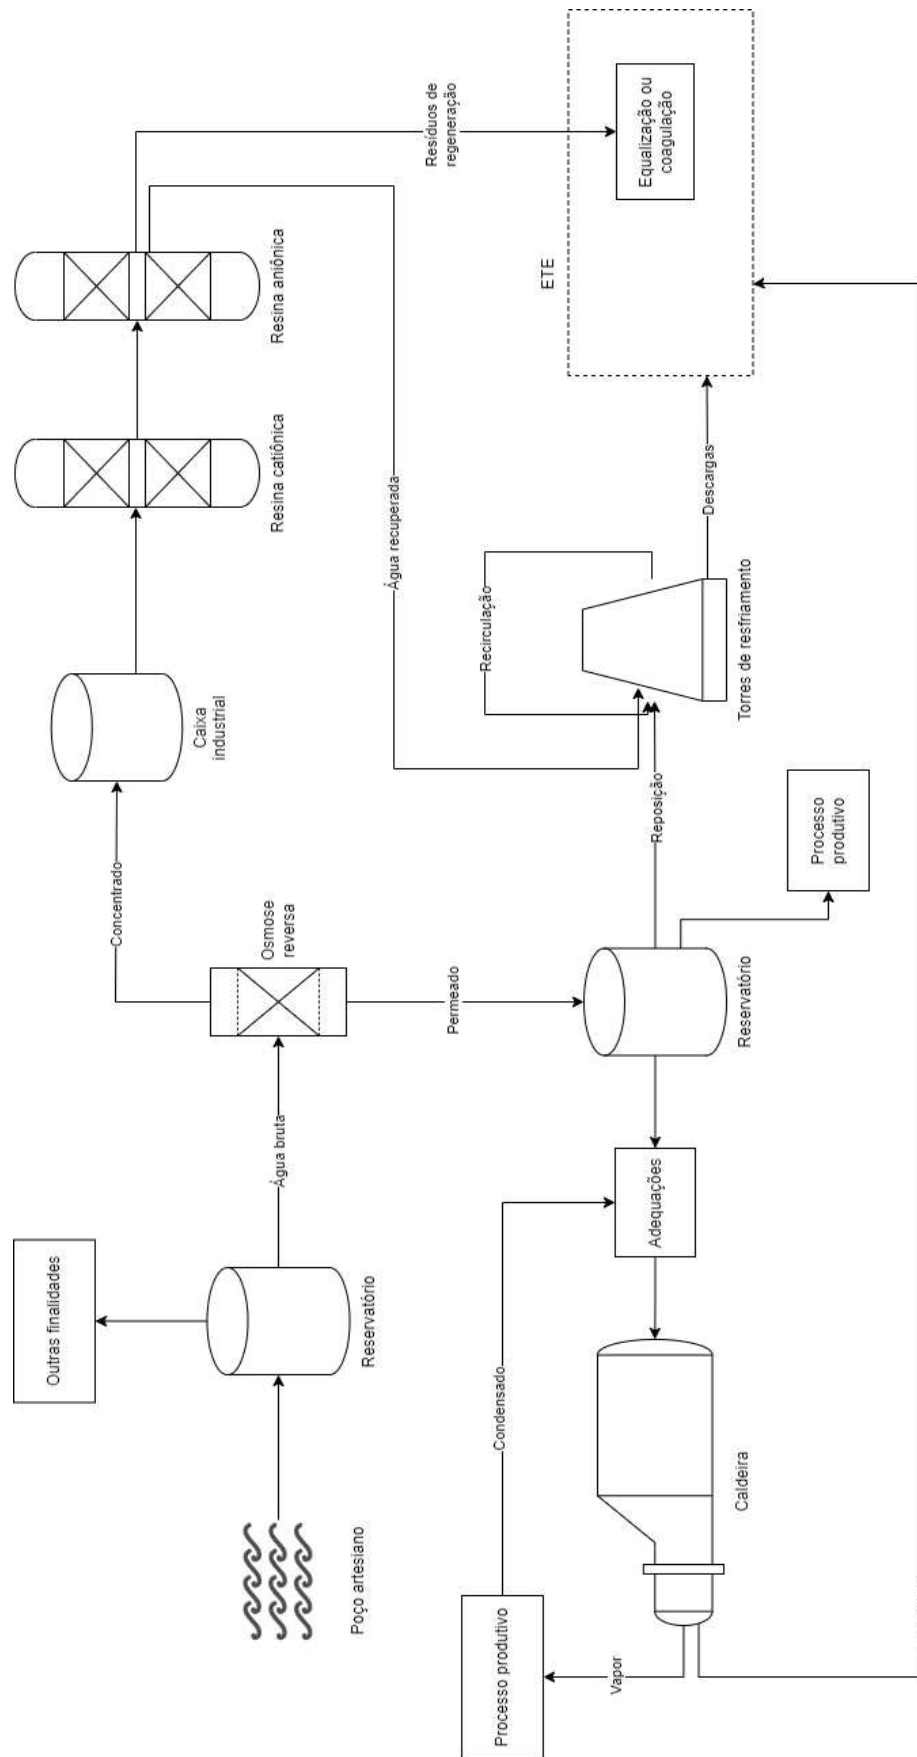 Outras finalidades
Poço artesiano
Reservatório
Água bruta
Osmose
reversa
Concentrado
Caixa
industrial
Resina catiônica
Resina aniônica
Resíduos de
regeneração
Água recuperada
Permeado
Processo produtivo
Condensado
Vapor
Caldeira
Adequações
Reservatório
Reposição
Recirculação
Torres de resfriamento
Processo
produtivo
Descargas
ETE
Equalização ou
coagulação